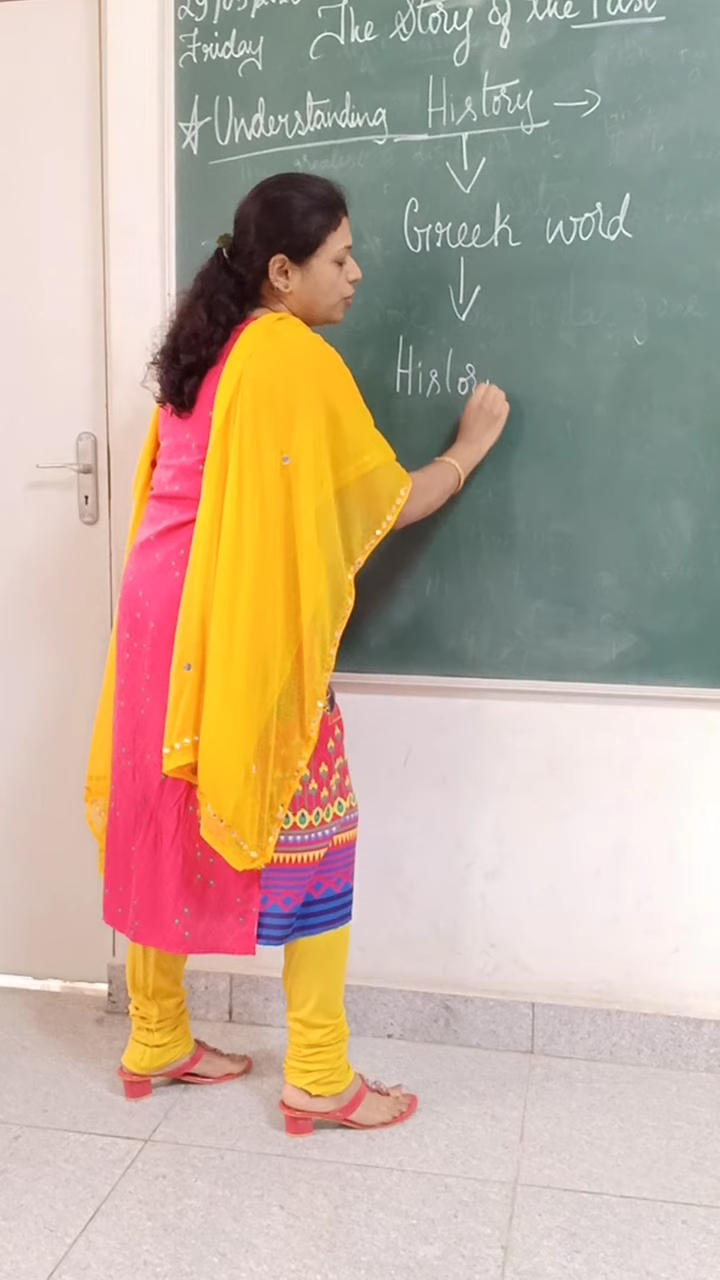 Friday The Story of the Past
☆ Understanding History →
↓
Greek word
↓
Histor